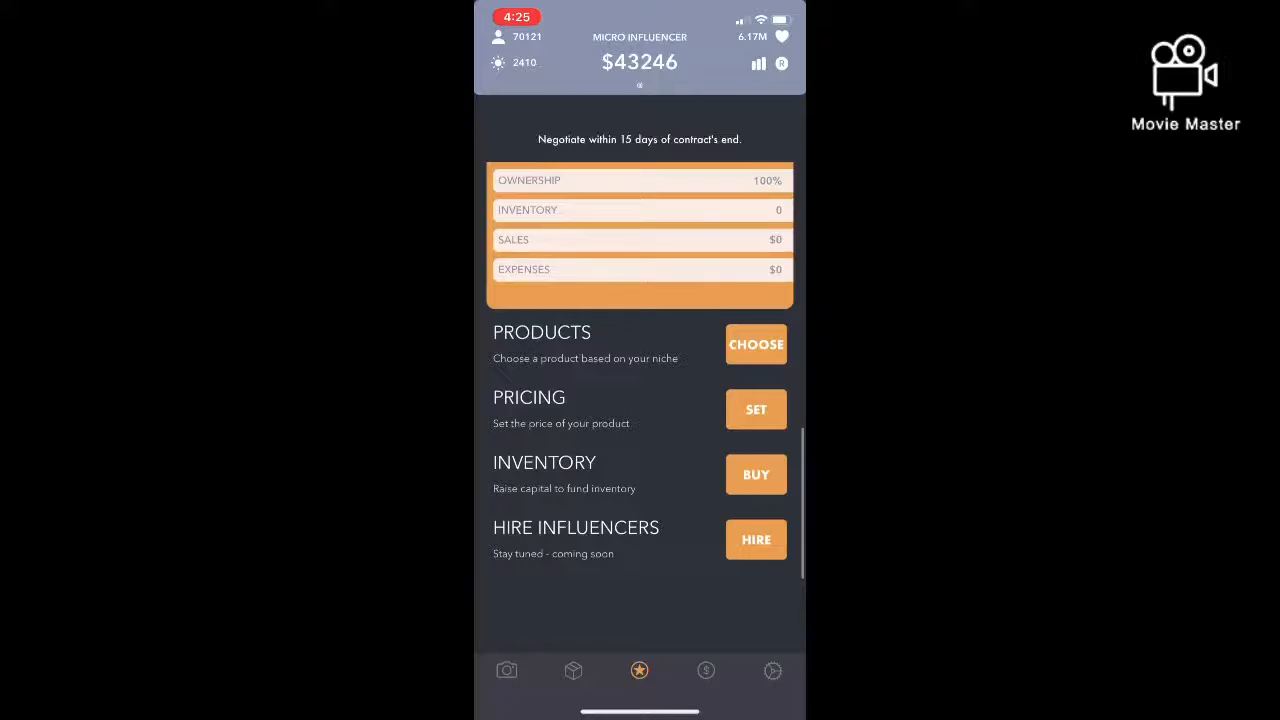 4:25
70121
MICRO INFLUENCER
6.17M
2410
$43246
R
Negotiate within 15 days of contract's end.
OWNERSHIP 100%
INVENTORY 0
SALES $0
EXPENSES $0
PRODUCTS
Choose a product based on your niche
CHOOSE
PRICING
Set the price of your product
SET
INVENTORY
Raise capital to fund inventory
BUY
HIRE INFLUENCERS
Stay tuned - coming soon
HIRE
$
Movie Master